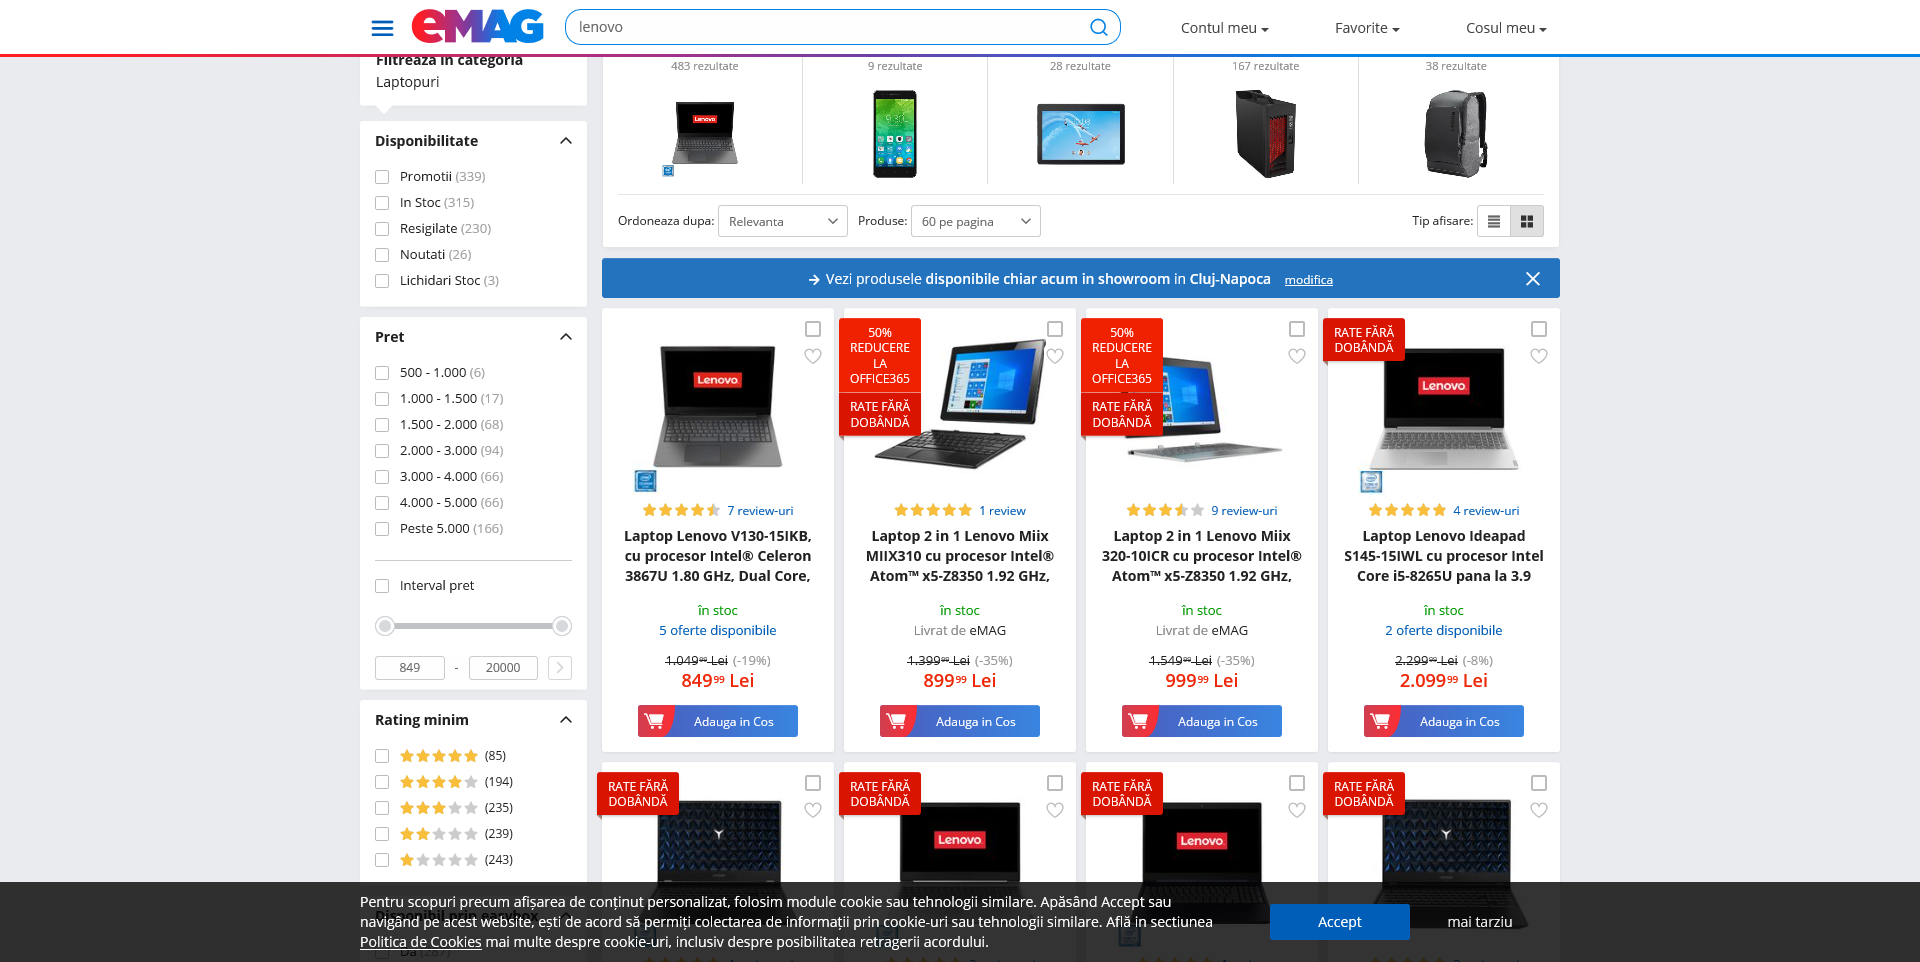 eMAG
lenovo
Contul meu
Favorite
Cosul meu
Filtreaza in categoria
Laptopuri
483 rezultate
9 rezultate
28 rezultate
167 rezultate
38 rezultate
Lenovo
Disponibilitate
Promotii (339)
In Stoc (315)
Resigilate (230)
Noutati (26)
Lichidari Stoc (3)
Pret
500 - 1.000 (6)
1.000 - 1.500 (17)
1.500 - 2.000 (68)
2.000 - 3.000 (94)
3.000 - 4.000 (66)
4.000 - 5.000 (66)
Peste 5.000 (166)
Interval pret
849 - 20000
Rating minim
(85)
(194)
(235)
(239)
(243)
Ordoneaza dupa: Relevanta
Produse: 60 pe pagina
Tip afisare:
Vezi produsele disponibile chiar acum in showroom in Cluj-Napoca modifica
Lenovo
7 review-uri
Laptop Lenovo V130-15IKB,
cu procesor Intel® Celeron
3867U 1.80 GHz, Dual Core,
în stoc
5 oferte disponibile
1.049⁹⁹ Lei (-19%)
849⁹⁹ Lei
Adauga in Cos
50%
REDUCERE
LA
OFFICE365
RATE FĂRĂ
DOBÂNDĂ
1 review
Laptop 2 in 1 Lenovo Miix
MIIX310 cu procesor Intel®
Atom™ x5-Z8350 1.92 GHz,
în stoc
Livrat de eMAG
1.399⁹⁹ Lei (-35%)
899⁹⁹ Lei
Adauga in Cos
50%
REDUCERE
LA
OFFICE365
RATE FĂRĂ
DOBÂNDĂ
9 review-uri
Laptop 2 in 1 Lenovo Miix
320-10ICR cu procesor Intel®
Atom™ x5-Z8350 1.92 GHz,
în stoc
Livrat de eMAG
1.549⁹⁹ Lei (-35%)
999⁹⁹ Lei
Adauga in Cos
RATE FĂRĂ
DOBÂNDĂ
Lenovo
4 review-uri
Laptop Lenovo Ideapad
S145-15IWL cu procesor Intel
Core i5-8265U pana la 3.9
în stoc
2 oferte disponibile
2.299⁹⁹ Lei (-8%)
2.099⁹⁹ Lei
Adauga in Cos
RATE FĂRĂ
DOBÂNDĂ
RATE FĂRĂ
DOBÂNDĂ
Lenovo
RATE FĂRĂ
DOBÂNDĂ
Lenovo
RATE FĂRĂ
DOBÂNDĂ
Pentru scopuri precum afișarea de conținut personalizat, folosim module cookie sau tehnologii similare. Apăsând Accept sau
navigând pe acest website, ești de acord să permiți colectarea de informații prin cookie-uri sau tehnologii similare. Află in sectiunea
Politica de Cookies mai multe despre cookie-uri, inclusiv despre posibilitatea retragerii acordului.
Accept
mai tarziu